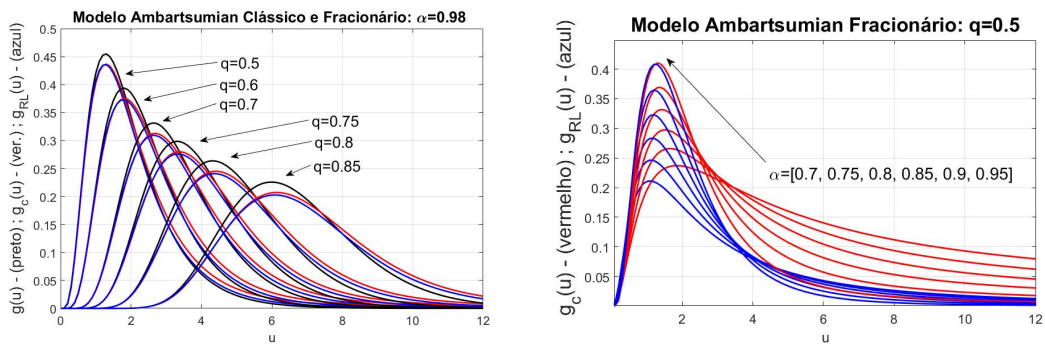 Modelo Ambartsumian Clássico e Fracionário: α=0.98
g(u) - (preto) ; g_c(u) - (ver.) ; g_RL(u) - (azul)
0.5
0.45
0.4
0.35
0.3
0.25
0.2
0.15
0.1
0.05
0
q=0.5
q=0.6
q=0.7
q=0.75
q=0.8
q=0.85
0 2 4 6 8 10 12
u
Modelo Ambartsumian Fracionário: q=0.5
g_c(u) - (vermelho) ; g_RL(u) - (azul)
0.4
0.35
0.3
0.25
0.2
0.15
0.1
0.05
α=[0.7, 0.75, 0.8, 0.85, 0.9, 0.95]
2 4 6 8 10 12
u